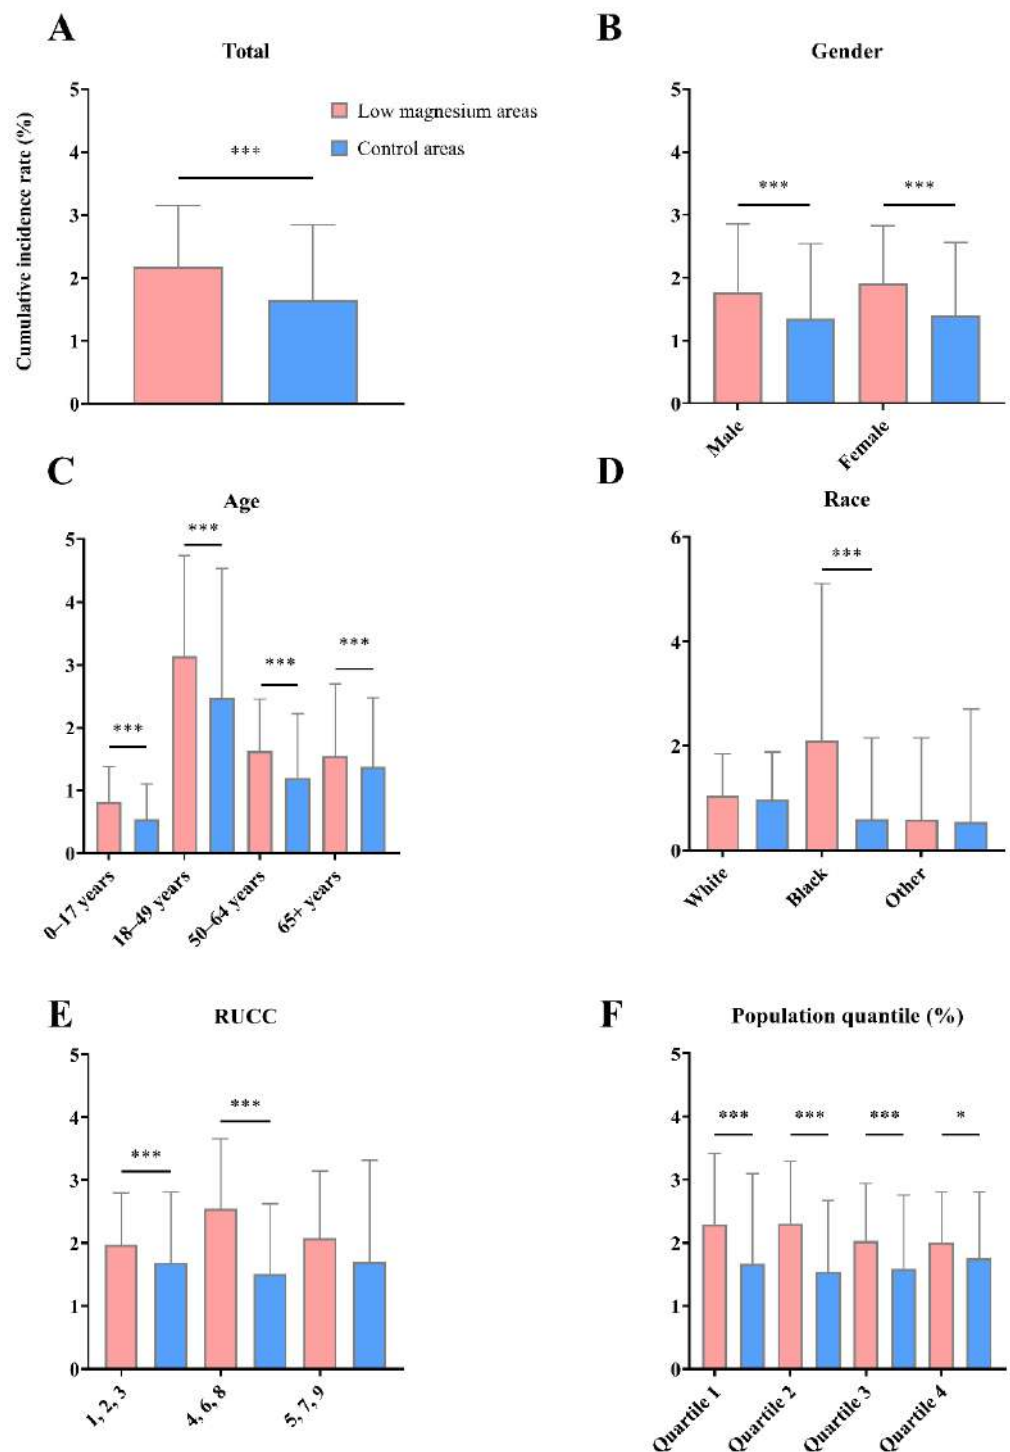 A
Total
Cumulative incidence rate (%)
5
4
3
2
1
0
***
Low magnesium areas
Control areas
B
Gender
5
4
3
2
1
0
***
***
Male
Female
C
Age
5
4
3
2
1
0
***
***
***
***
0–17 years
18–49 years
50–64 years
65+ years
D
Race
6
4
2
0
***
White
Black
Other
E
RUCC
5
4
3
2
1
0
***
***
1, 2, 3
4, 6, 8
5, 7, 9
F
Population quantile (%)
5
4
3
2
1
0
***
***
***
*
Quartile 1
Quartile 2
Quartile 3
Quartile 4